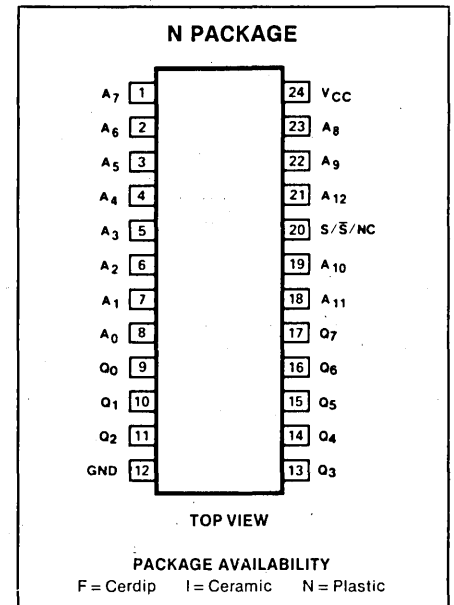 N PACKAGE
A7 1 24 VCC
A6 2 23 A8
A5 3 22 A9
A4 4 21 A12
A3 5 20 S/S̅/NC
A2 6 19 A10
A1 7 18 A11
A0 8 17 Q7
Q0 9 16 Q6
Q1 10 15 Q5
Q2 11 14 Q4
GND 12 13 Q3
TOP VIEW
PACKAGE AVAILABILITY
F = Cerdip I = Ceramic N = Plastic